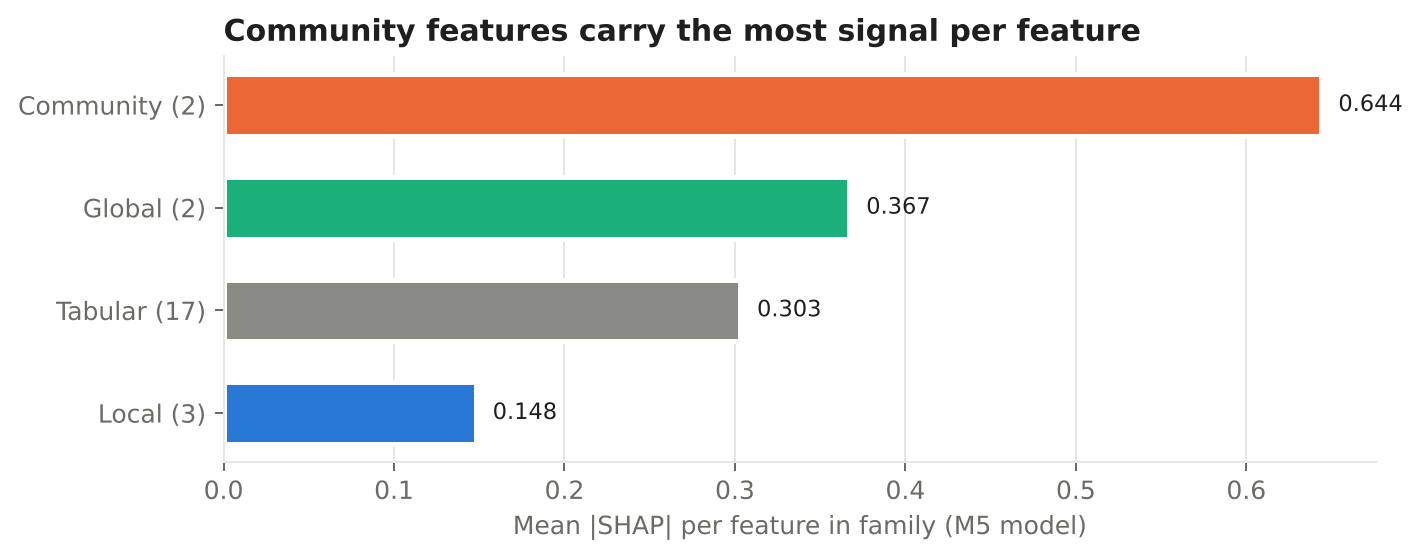 Community features carry the most signal per feature
Community (2)
0.644
Global (2)
0.367
Tabular (17)
0.303
Local (3)
0.148
0.0 0.1 0.2 0.3 0.4 0.5 0.6
Mean |SHAP| per feature in family (M5 model)